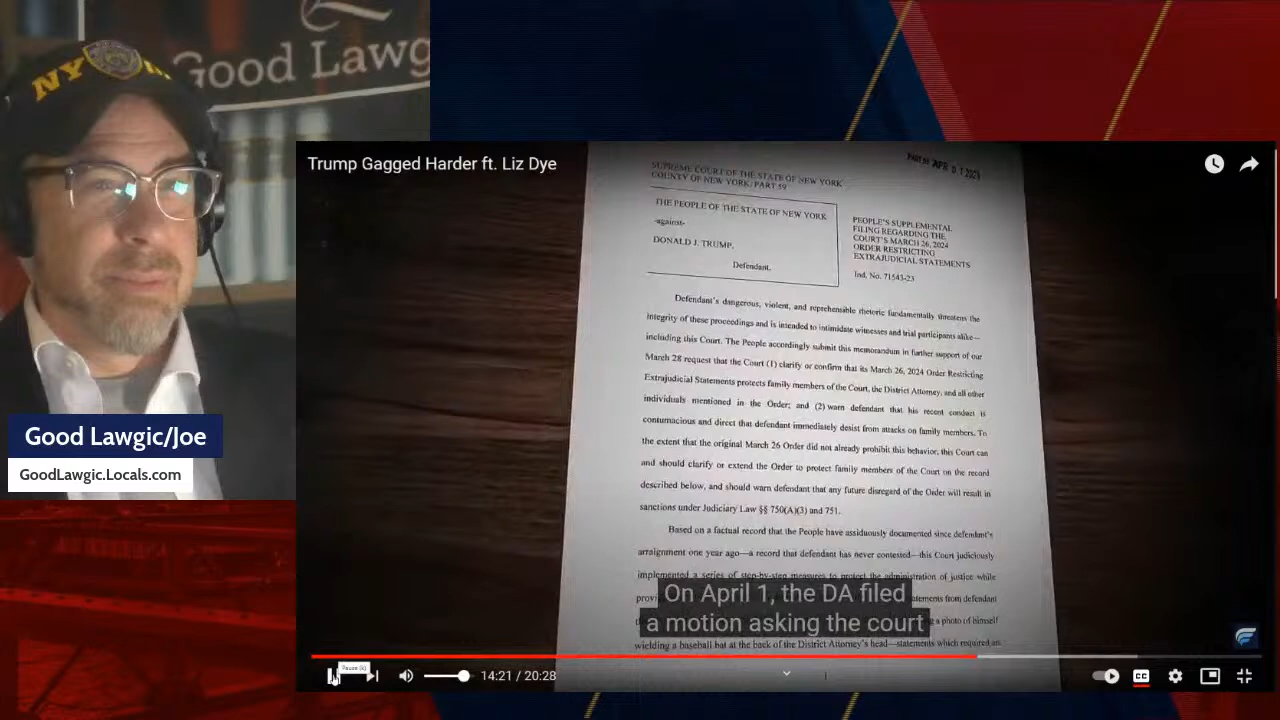 NY
Good Lawg
Good Lawgic/Joe
GoodLawgic.Locals.com
Trump Gagged Harder ft. Liz Dye
PART 59 APR 0 1 2024
SUPREME COURT OF THE STATE OF NEW YORK
COUNTY OF NEW YORK: PART 59
THE PEOPLE OF THE STATE OF NEW YORK
-against-
DONALD J. TRUMP,
Defendant.
PEOPLE'S SUPPLEMENTAL
FILING REGARDING THE
COURT'S MARCH 26, 2024
ORDER RESTRICTING
EXTRAJUDICIAL STATEMENTS
Ind. No. 71543-23
Defendant's dangerous, violent, and reprehensible rhetoric fundamentally threatens the
integrity of these proceedings and is intended to intimidate witnesses and trial participants alike—
including this Court. The People accordingly submit this memorandum in further support of our
March 28 request that the Court (1) clarify or confirm that its March 26, 2024 Order Restricting
Extrajudicial Statements protects family members of the Court, the District Attorney, and all other
individuals mentioned in the Order; and (2) warn defendant that his recent conduct is
contumacious and direct that defendant immediately desist from attacks on family members. To
the extent that the original March 26 Order did not already prohibit this behavior, this Court can
and should clarify or extend the Order to protect family members of the Court on the record
described below, and should warn defendant that any future disregard of the Order will result in
sanctions under Judiciary Law §§ 750(A)(3) and 751.
Based on a factual record that the People have assiduously documented since defendant's
arraignment one year ago—a record that defendant has never contested—this Court judiciously
implemented a series of step-by-step measures to protect the administration of justice while
from defendant
a photo of himself
wielding a baseball bat at the back of the District Attorney's head—statements which required an
On April 1, the DA filed
a motion asking the court
Pause (k)
14:21 / 20:28
CC